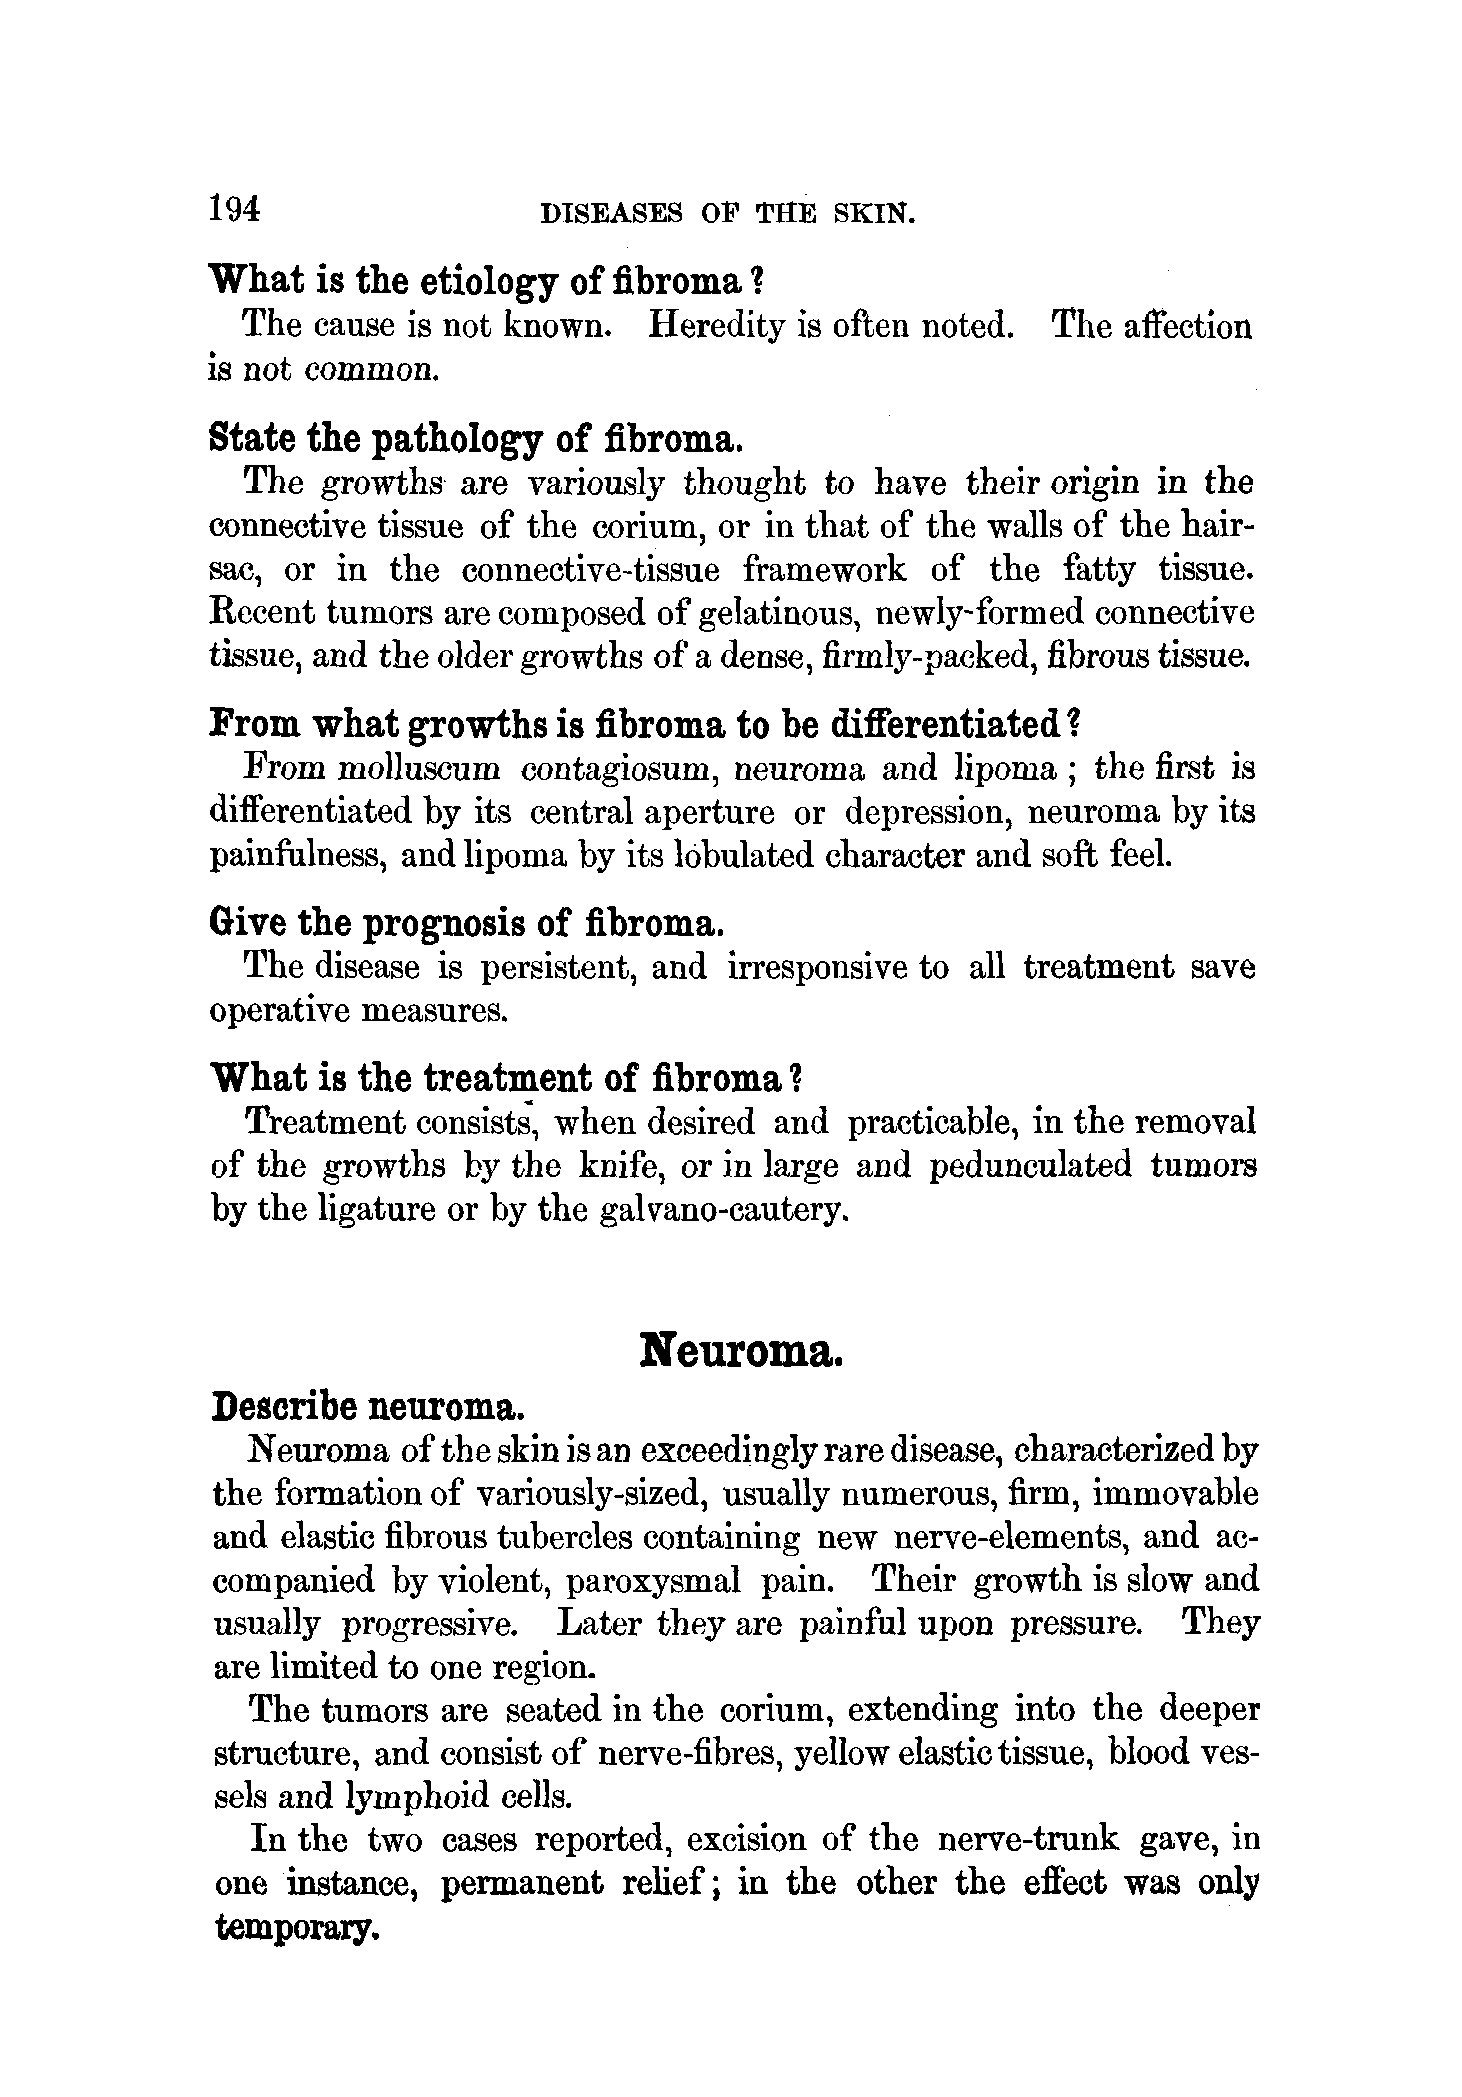 194 DISEASES OF THE SKIN.
What is the etiology of fibroma?
The cause is not known. Heredity is often noted. The affection
is not common.
State the pathology of fibroma.
The growths are variously thought to have their origin in the
connective tissue of the corium, or in that of the walls of the hair-
sac, or in the connective-tissue framework of the fatty tissue.
Recent tumors are composed of gelatinous, newly-formed connective
tissue, and the older growths of a dense, firmly-packed, fibrous tissue.
From what growths is fibroma to be differentiated?
From molluscum contagiosum, neuroma and lipoma; the first is
differentiated by its central aperture or depression, neuroma by its
painfulness, and lipoma by its lobulated character and soft feel.
Give the prognosis of fibroma.
The disease is persistent, and irresponsive to all treatment save
operative measures.
What is the treatment of fibroma?
Treatment consists, when desired and practicable, in the removal
of the growths by the knife, or in large and pedunculated tumors
by the ligature or by the galvano-cautery.
Neuroma.
Describe neuroma.
Neuroma of the skin is an exceedingly rare disease, characterized by
the formation of variously-sized, usually numerous, firm, immovable
and elastic fibrous tubercles containing new nerve-elements, and ac-
companied by violent, paroxysmal pain. Their growth is slow and
usually progressive. Later they are painful upon pressure. They
are limited to one region.
The tumors are seated in the corium, extending into the deeper
structure, and consist of nerve-fibres, yellow elastic tissue, blood ves-
sels and lymphoid cells.
In the two cases reported, excision of the nerve-trunk gave, in
one instance, permanent relief; in the other the effect was only
temporary.